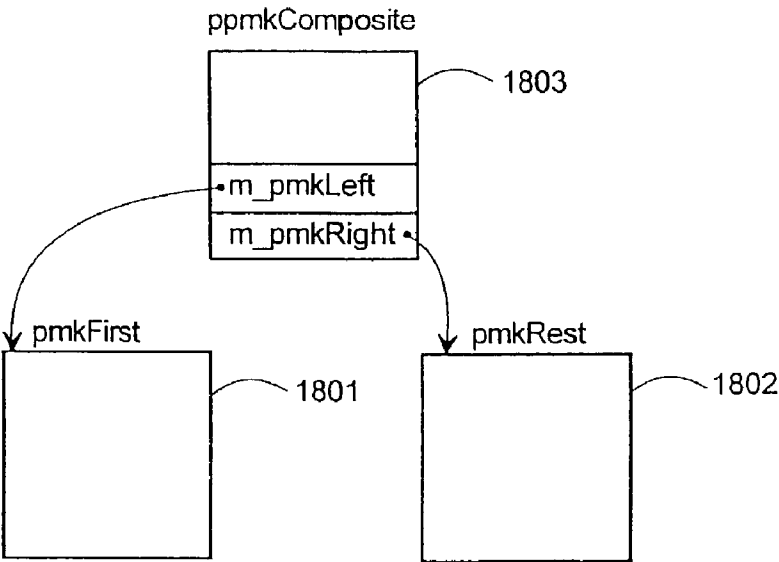 ppmkComposite
1803
m_pmkLeft
m_pmkRight
pmkFirst
pmkRest
1801
1802